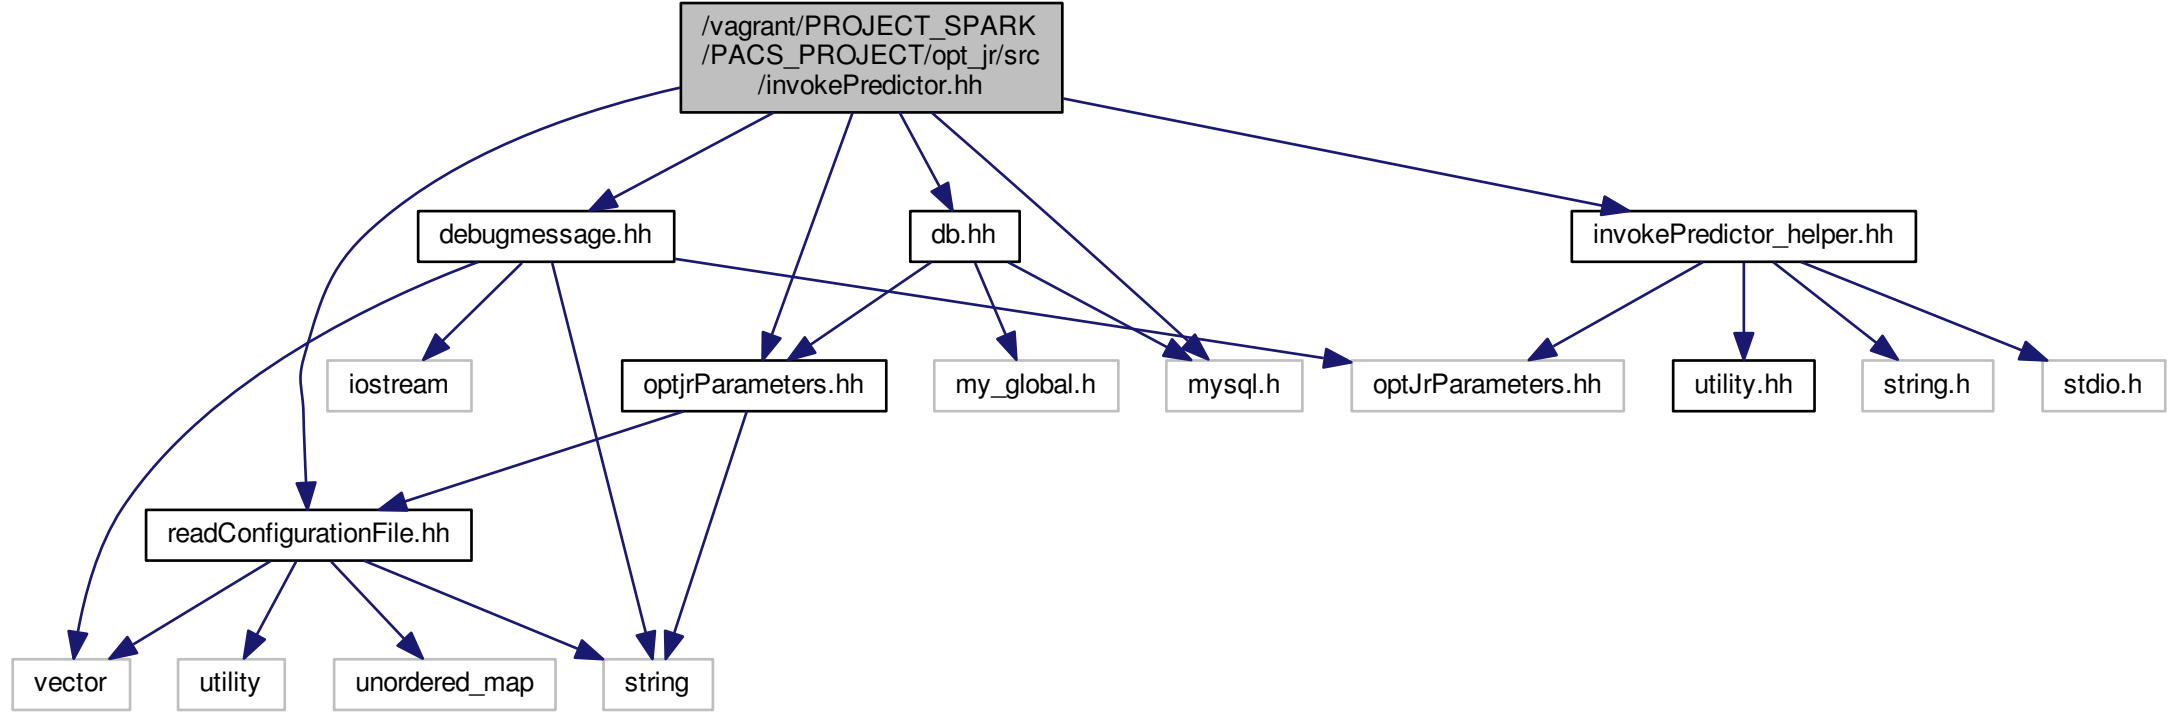 /vagrant/PROJECT_SPARK
/PACS_PROJECT/opt_jr/src
/invokePredictor.hh
debugmessage.hh
db.hh
invokePredictor_helper.hh
iostream
optjrParameters.hh
my_global.h
mysql.h
optJrParameters.hh
utility.hh
string.h
stdio.h
readConfigurationFile.hh
vector
utility
unordered_map
string